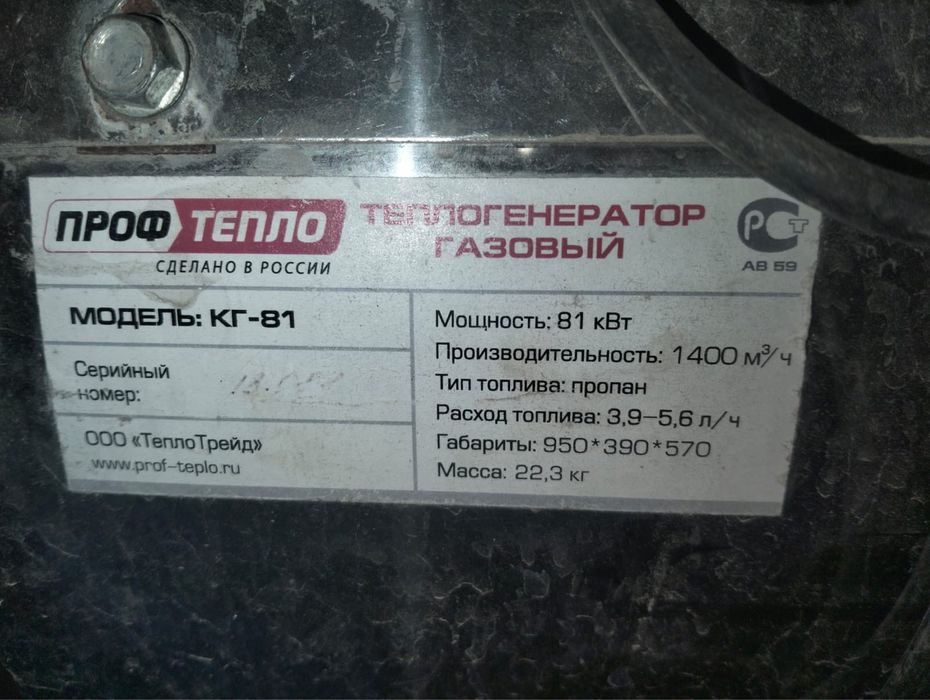 ПРОФ ТЕПЛО
СДЕЛАНО В РОССИИ
ТЕПЛОГЕНЕРАТОР
ГАЗОВЫЙ
РСТ
АВ 59
МОДЕЛЬ: КГ-81
Серийный
номер:
ООО «ТеплоТрейд»
www.prof-teplo.ru
Мощность: 81 кВт
Производительность: 1400 м³/ч
Тип топлива: пропан
Расход топлива: 3,9–5,6 л/ч
Габариты: 950*390*570
Масса: 22,3 кг